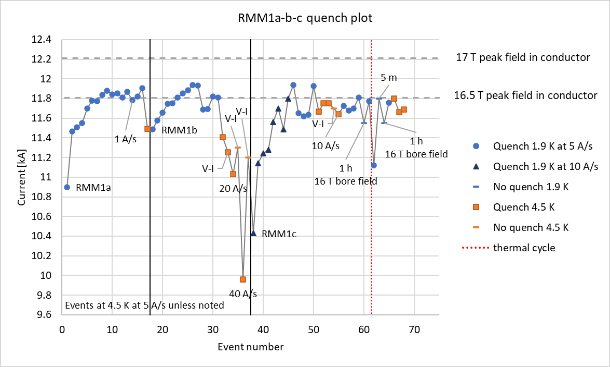 RMM1a-b-c quench plot
12.4
12.2
12
11.8
11.6
11.4
11.2
11
10.8
10.6
10.4
10.2
10
9.8
9.6
Current [kA]
0 10 20 30 40 50 60 70
Event number
17 T peak field in conductor
16.5 T peak field in conductor
5 m
V-I
V-I
V-I
V-I
1 A/s
RMM1b
10 A/s
1 h
16 T bore field
1 h
16 T bore field
RMM1a
20 A/s
RMM1c
40 A/s
Events at 4.5 K at 5 A/s unless noted
Quench 1.9 K at 5 A/s
Quench 1.9 K at 10 A/s
No quench 1.9 K
Quench 4.5 K
No quench 4.5 K
thermal cycle